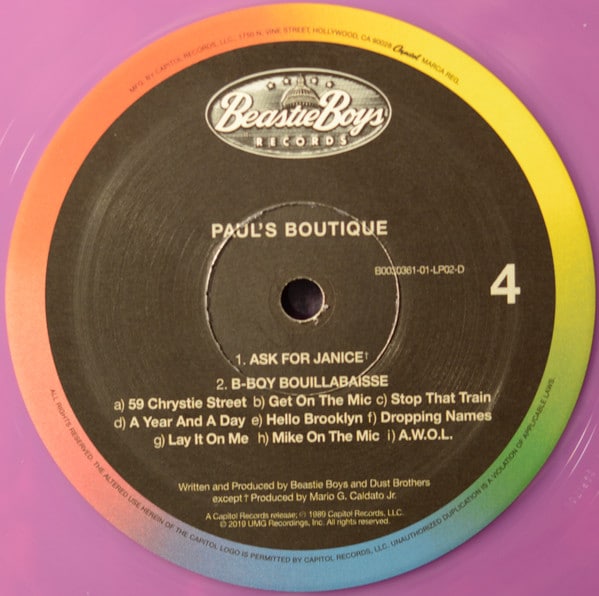 MFG. BY CAPITOL RECORDS, LLC., 1750 N. VINE STREET, HOLLYWOOD, CA 90028 Capitol MARCA REG.
Beastie Boys
RECORDS
PAUL'S BOUTIQUE
B0030361-01-LP02-D
4
1. ASK FOR JANICE†
2. B-BOY BOUILLABAISSE
a) 59 Chrystie Street b) Get On The Mic c) Stop That Train
d) A Year And A Day e) Hello Brooklyn f) Dropping Names
g) Lay It On Me h) Mike On The Mic i) A.W.O.L.
Written and Produced by Beastie Boys and Dust Brothers
except † Produced by Mario G. Caldato Jr.
A Capitol Records release; ℗ 1989 Capitol Records, LLC.
© 2019 UMG Recordings, Inc. All rights reserved.
ALL RIGHTS RESERVED. THE ALTERED USE HEREIN OF THE CAPITOL LOGO IS PERMITTED BY CAPITOL RECORDS, LLC. UNAUTHORIZED DUPLICATION IS A VIOLATION OF APPLICABLE LAWS.